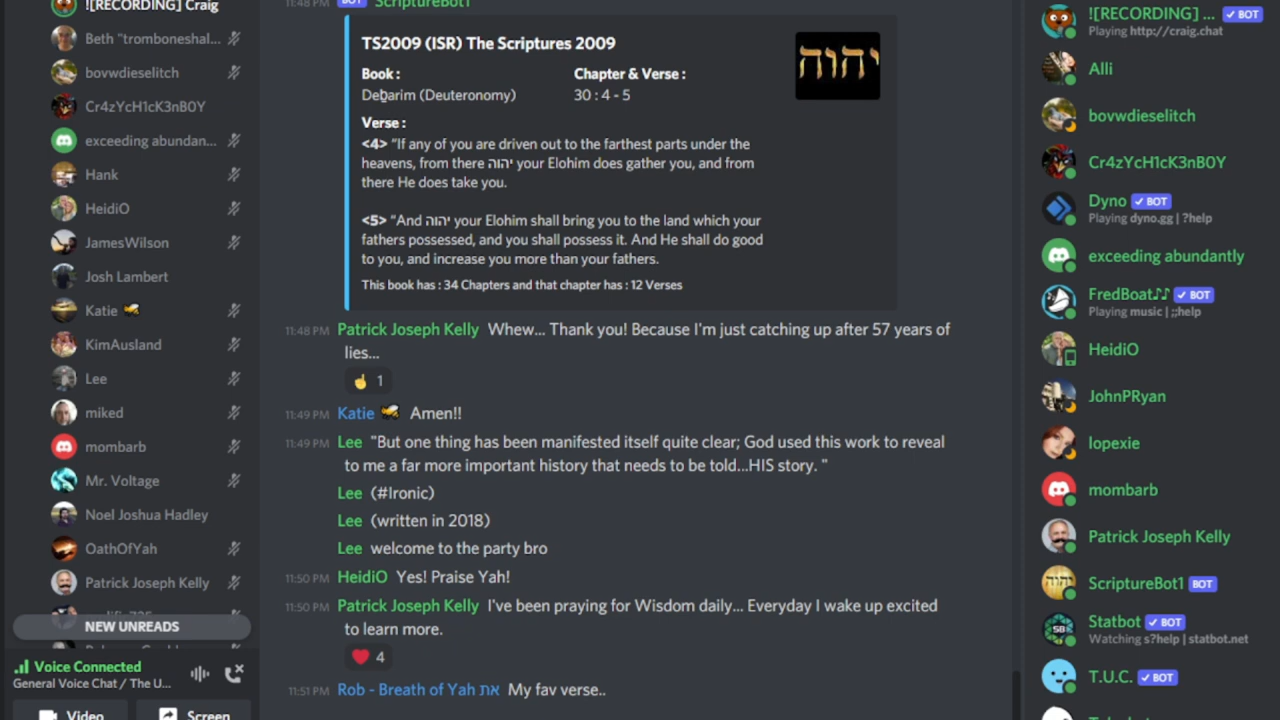 ![RECORDING] Craig
Beth "tromboneshal...
bovwdieselitch
Cr4zYcH1cK3nB0Y
exceeding abundan...
Hank
HeidiO
JamesWilson
Josh Lambert
Katie
KimAusland
Lee
miked
mombarb
Mr. Voltage
Noel Joshua Hadley
OathOfYah
Patrick Joseph Kelly
NEW UNREADS
Voice Connected
General Voice Chat / The U...
Video
Screen
11:48 PM BOT ScriptureBot1
TS2009 (ISR) The Scriptures 2009
Book :
Deḇarim (Deuteronomy)
Chapter & Verse :
30 : 4 - 5
יהוה
Verse :
<4> "If any of you are driven out to the farthest parts under the
heavens, from there יהוה your Elohim does gather you, and from
there He does take you.
<5> "And יהוה your Elohim shall bring you to the land which your
fathers possessed, and you shall possess it. And He shall do good
to you, and increase you more than your fathers.
This book has : 34 Chapters and that chapter has : 12 Verses
11:48 PM Patrick Joseph Kelly Whew... Thank you! Because I'm just catching up after 57 years of
lies...
1
11:49 PM Katie Amen!!
11:49 PM Lee "But one thing has been manifested itself quite clear; God used this work to reveal
to me a far more important history that needs to be told...HIS story. "
Lee (#Ironic)
Lee (written in 2018)
Lee welcome to the party bro
11:50 PM HeidiO Yes! Praise Yah!
11:50 PM Patrick Joseph Kelly I've been praying for Wisdom daily... Everyday I wake up excited
to learn more.
4
11:51 PM Rob - Breath of Yah את My fav verse..
![RECORDING] ... BOT
Playing http://craig.chat
Alli
bovwdieselitch
Cr4zYcH1cK3nB0Y
Dyno BOT
Playing dyno.gg | ?help
exceeding abundantly
FredBoat♪♪ BOT
Playing music | ;;help
HeidiO
JohnPRyan
lopexie
mombarb
Patrick Joseph Kelly
יהוה
ScriptureBot1 BOT
SB
Statbot BOT
Watching s?help | statbot.net
T.U.C. BOT